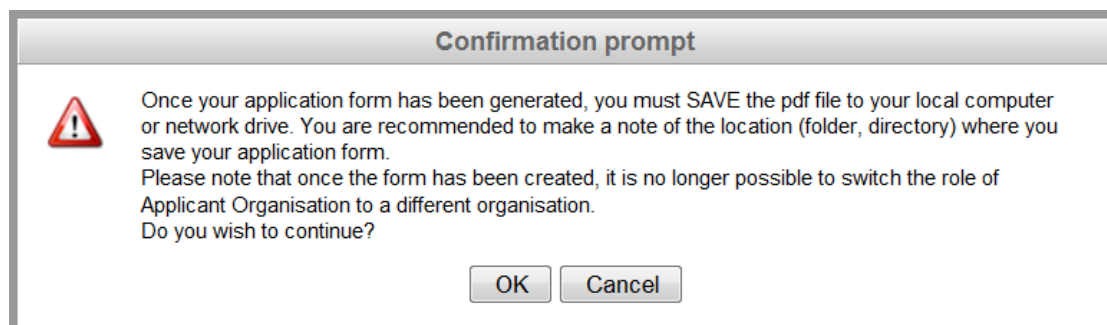 Confirmation prompt
Once your application form has been generated, you must SAVE the pdf file to your local computer
or network drive. You are recommended to make a note of the location (folder, directory) where you
save your application form.
Please note that once the form has been created, it is no longer possible to switch the role of
Applicant Organisation to a different organisation.
Do you wish to continue?
OK Cancel